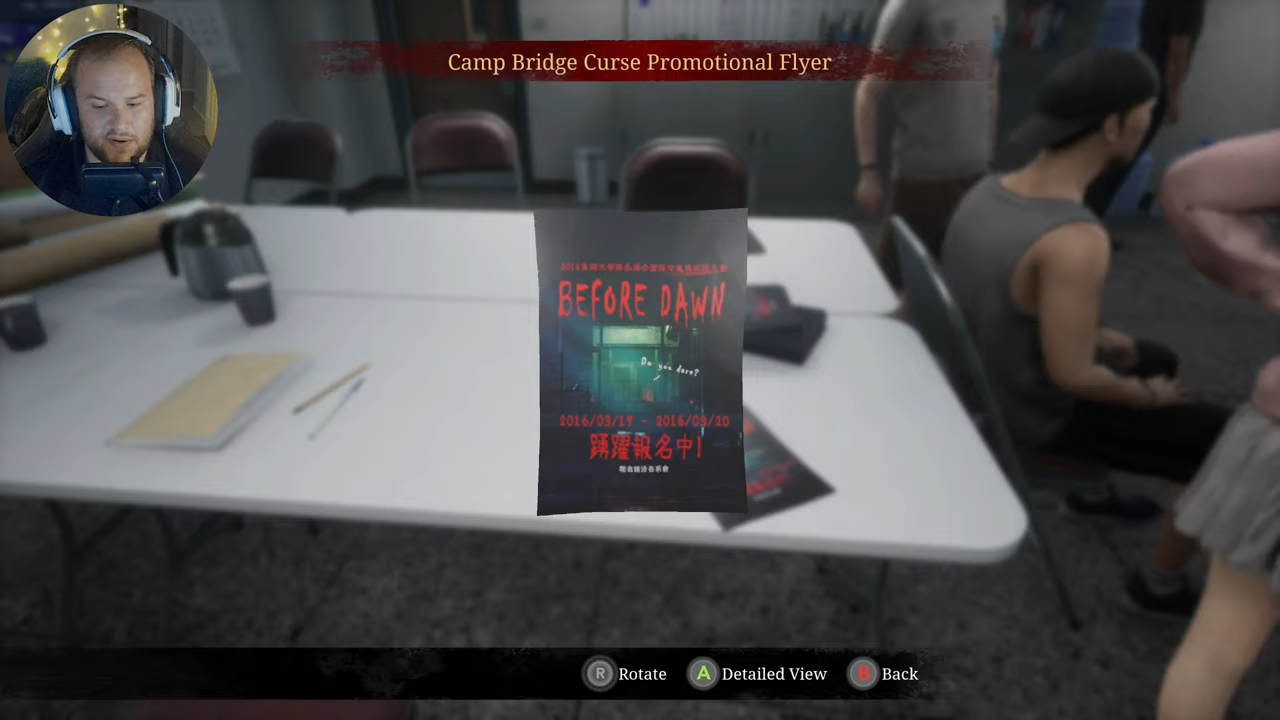 Camp Bridge Curse Promotional Flyer
BEFORE DAWN
Do you dare?
2016/03/19 - 2016/03/20
踴躍報名中!
R Rotate
A Detailed View
B Back